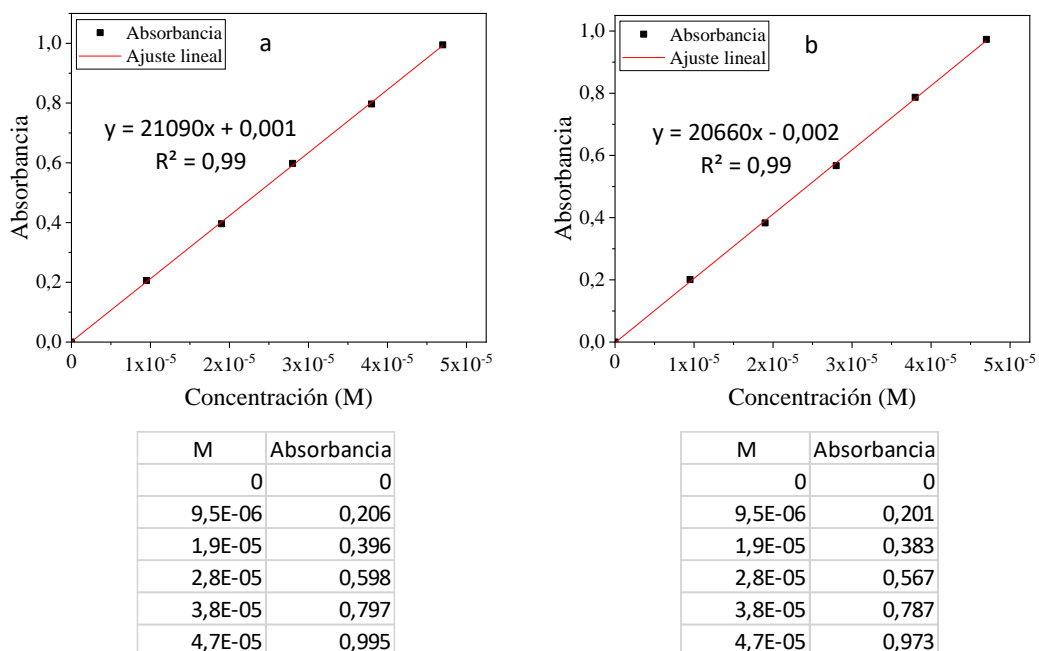 Absorbancia
Ajuste lineal
a
y = 21090x + 0,001
R² = 0,99
Absorbancia
1,0
0,8
0,6
0,4
0,2
0,0
0 1x10⁻⁵ 2x10⁻⁵ 3x10⁻⁵ 4x10⁻⁵ 5x10⁻⁵
Concentración (M)
M Absorbancia
0 0
9,5E-06 0,206
1,9E-05 0,396
2,8E-05 0,598
3,8E-05 0,797
4,7E-05 0,995
Absorbancia
Ajuste lineal
b
y = 20660x - 0,002
R² = 0,99
Absorbancia
1,0
0,8
0,6
0,4
0,2
0,0
0 1x10⁻⁵ 2x10⁻⁵ 3x10⁻⁵ 4x10⁻⁵ 5x10⁻⁵
Concentración (M)
M Absorbancia
0 0
9,5E-06 0,201
1,9E-05 0,383
2,8E-05 0,567
3,8E-05 0,787
4,7E-05 0,973